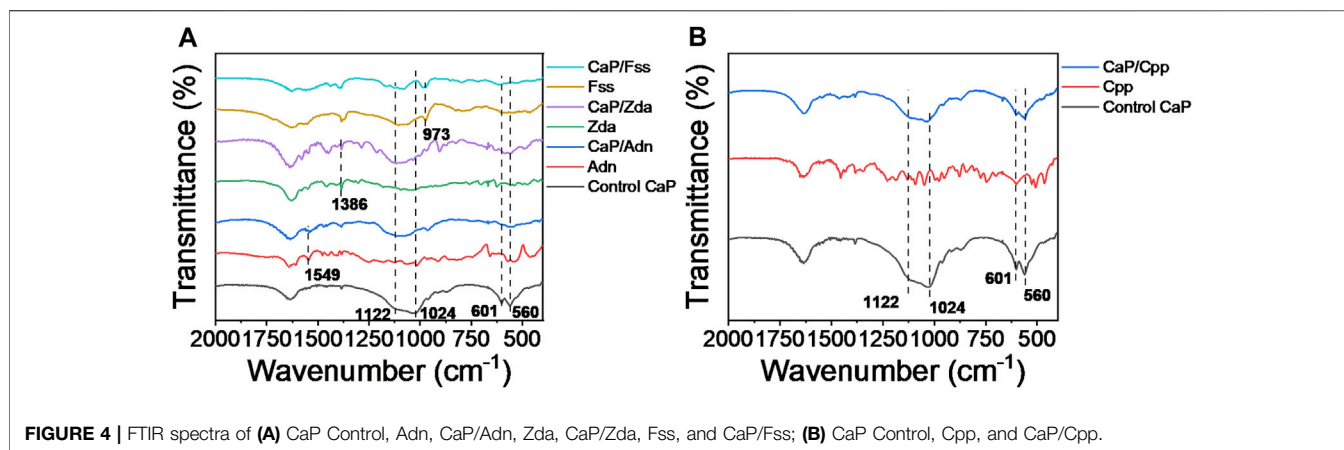 A
B
Transmittance (%)
CaP/Fss
Fss
CaP/Zda
Zda
CaP/Adn
Adn
Control CaP
973
1386
1549
1122
1024
601
560
2000 1750 1500 1250 1000 750 500
Wavenumber (cm⁻¹)
Transmittance (%)
CaP/Cpp
Cpp
Control CaP
1122
1024
601
560
2000 1750 1500 1250 1000 750 500
Wavenumber (cm⁻¹)
FIGURE 4 | FTIR spectra of (A) CaP Control, Adn, CaP/Adn, Zda, CaP/Zda, Fss, and CaP/Fss; (B) CaP Control, Cpp, and CaP/Cpp.